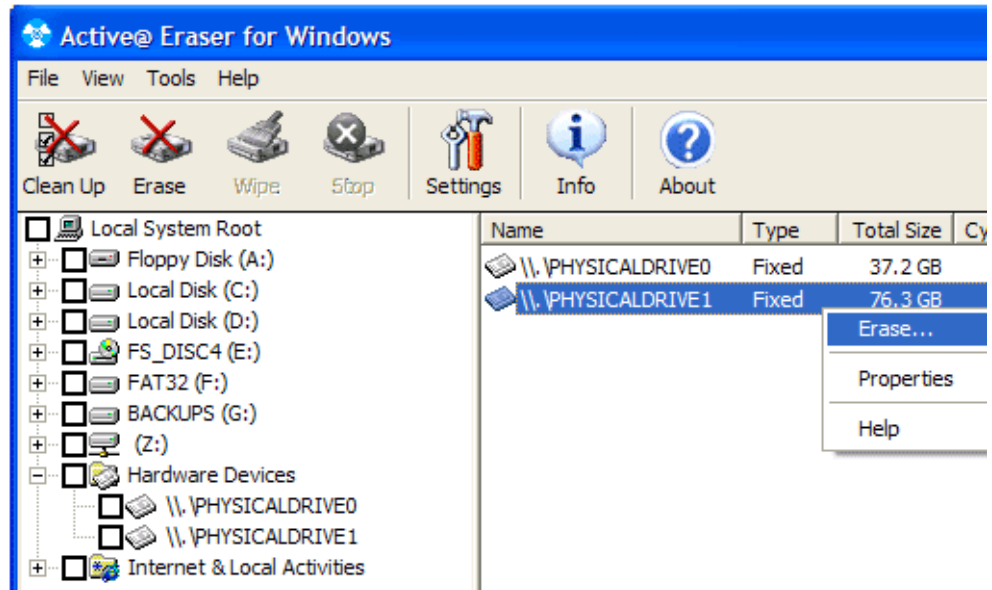 Active@ Eraser for Windows
File View Tools Help
Clean Up Erase Wipe Stop Settings Info About
Local System Root
Floppy Disk (A:)
Local Disk (C:)
Local Disk (D:)
FS_DISC4 (E:)
FAT32 (F:)
BACKUPS (G:)
(Z:)
Hardware Devices
\\.\PHYSICALDRIVE0
\\.\PHYSICALDRIVE1
Internet & Local Activities
Name Type Total Size Cy
\\.\PHYSICALDRIVE0 Fixed 37.2 GB
\\.\PHYSICALDRIVE1 Fixed 76.3 GB
Erase...
Properties
Help